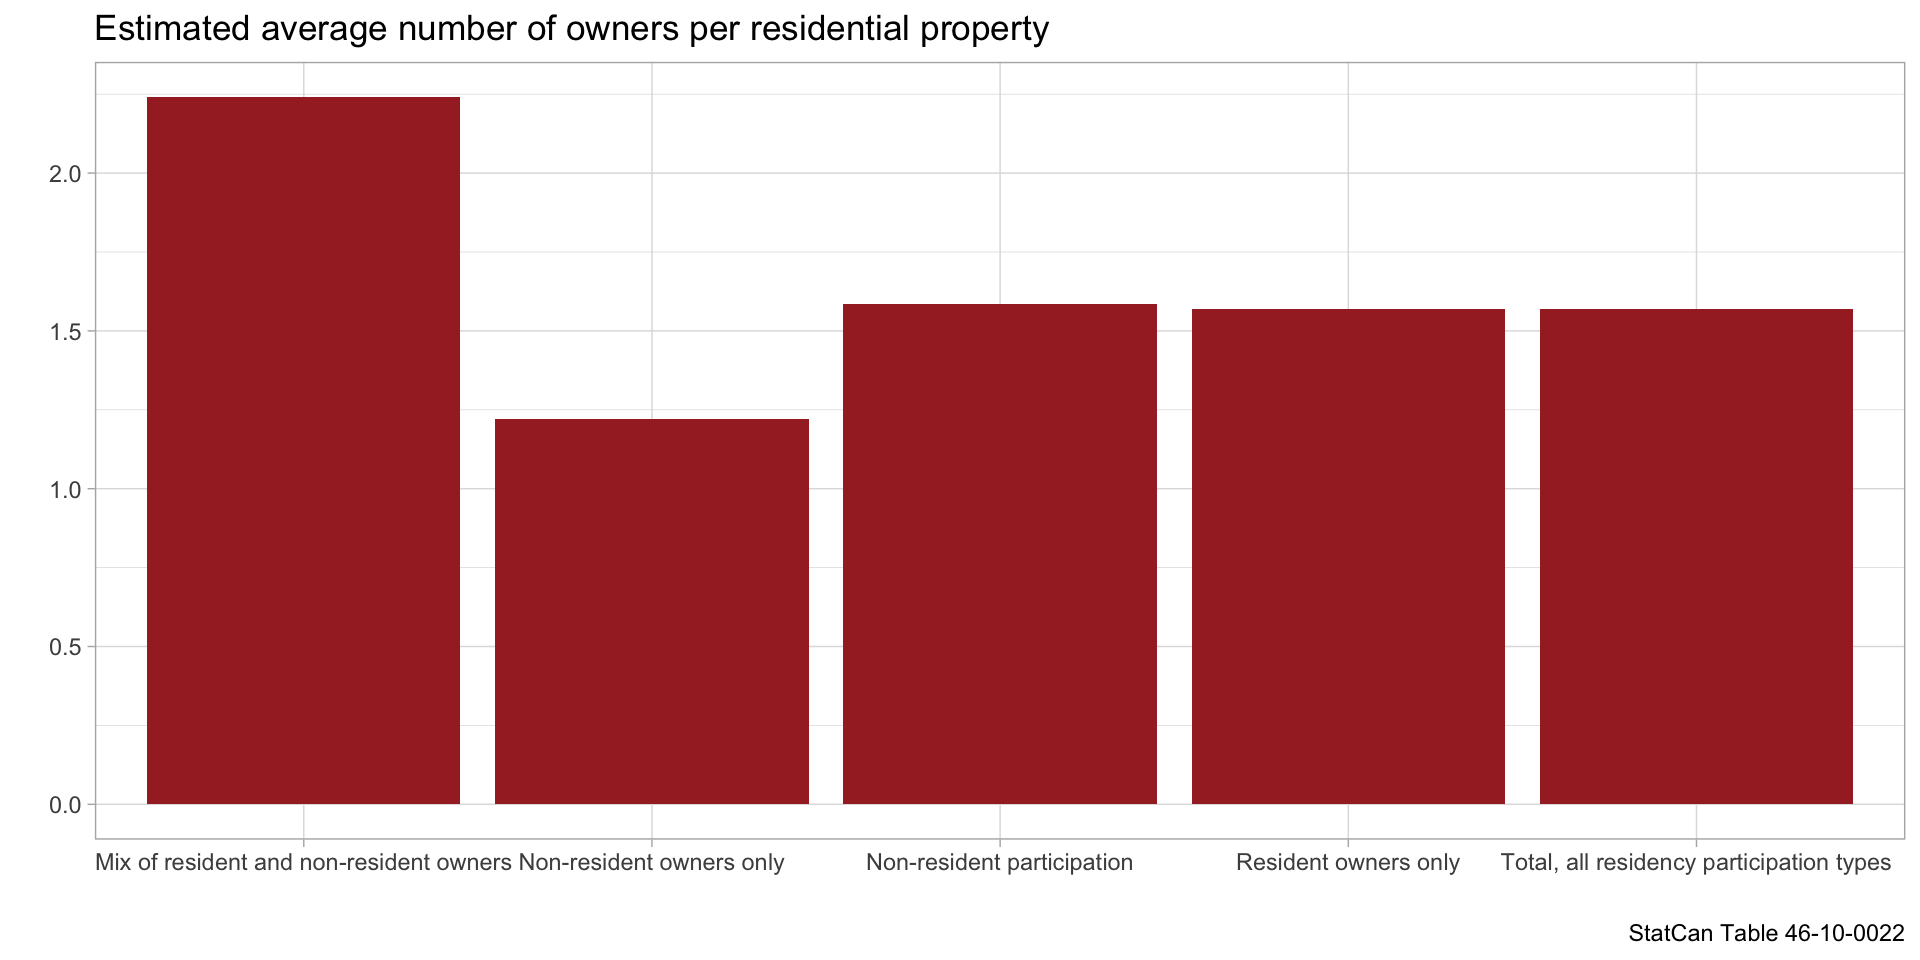 Estimated average number of owners per residential property
2.0
1.5
1.0
0.5
0.0
Mix of resident and non-resident owners Non-resident owners only Non-resident participation Resident owners only Total, all residency participation types
StatCan Table 46-10-0022